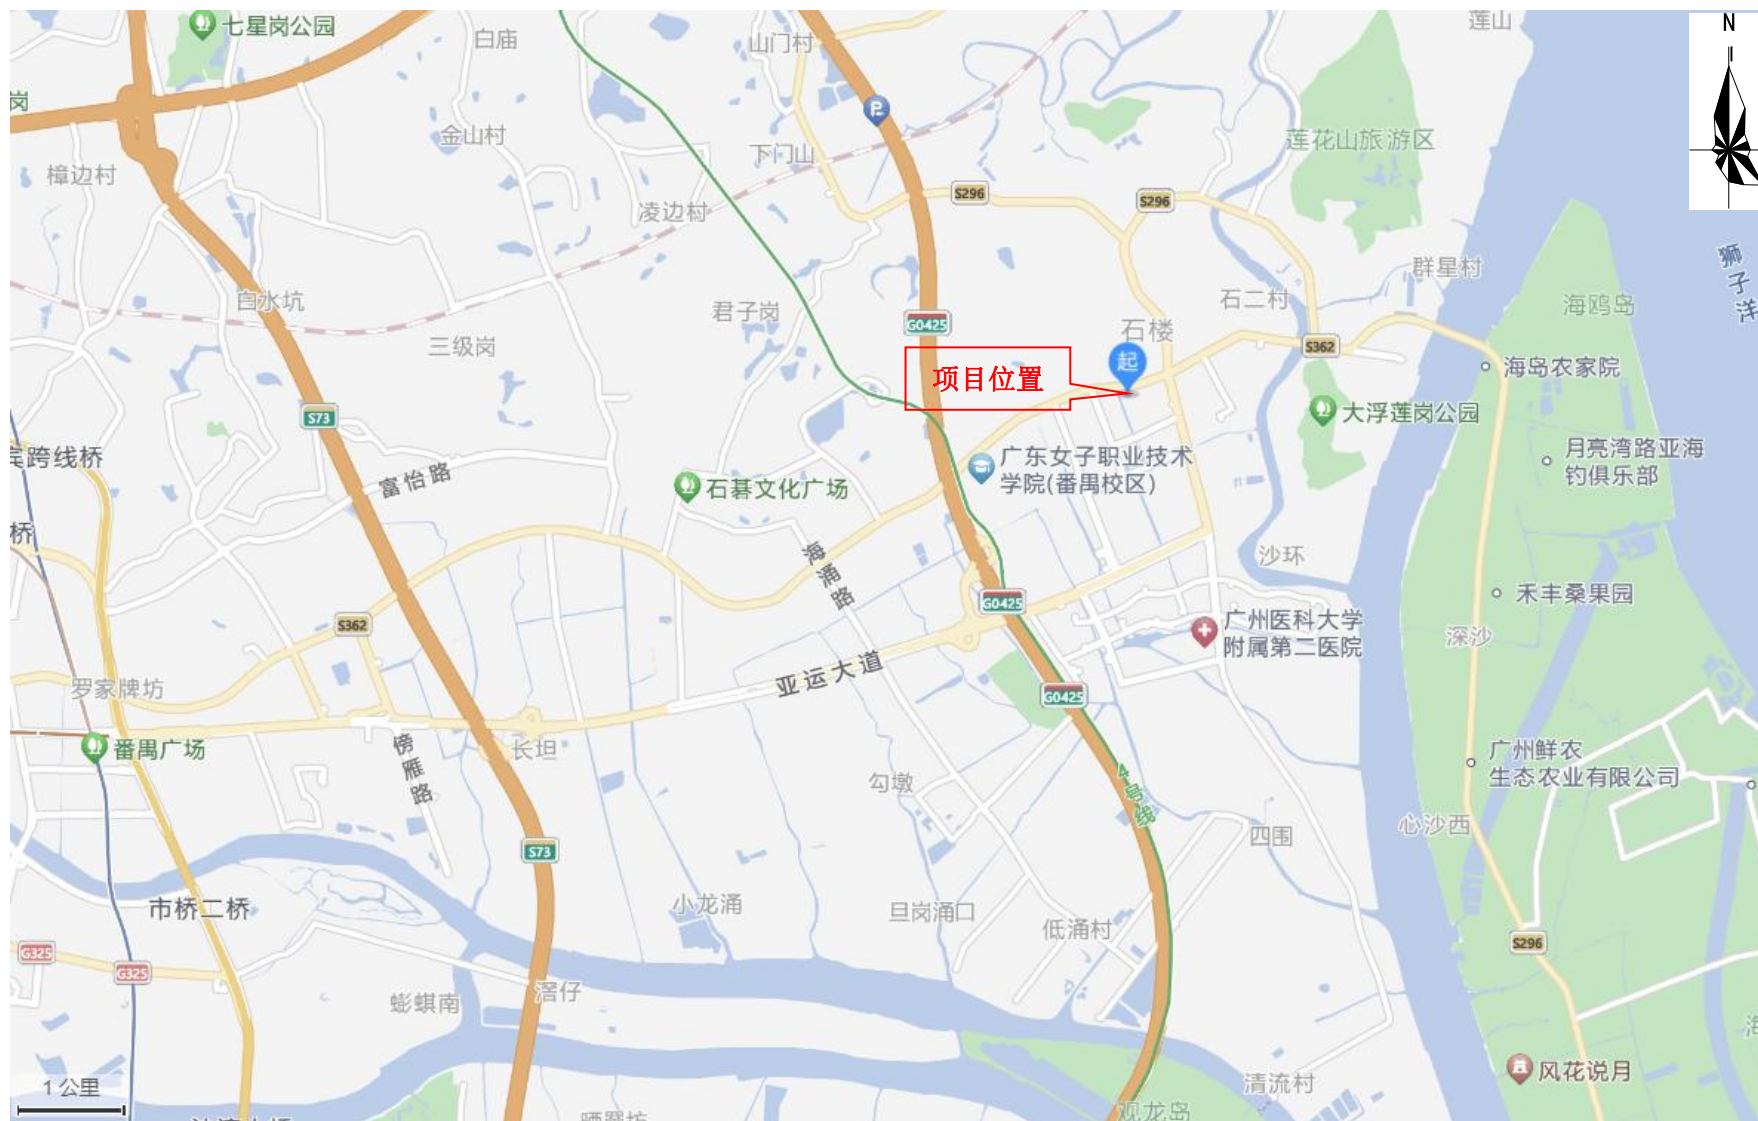 七星岗公园
白庙
山门村
莲山
N
岗
金山村
下门山
莲花山旅游区
樟边村
凌边村
S296
S296
狮子洋
群星村
白水坑
君子岗
石二村
海鸥岛
G0425
石楼
三级岗
S362
起
项目位置
海岛农家院
S73
大浮莲岗公园
宾跨线桥
富怡路
石碁文化广场
广东女子职业技术
学院(番禺校区)
月亮湾路亚海
钓俱乐部
桥
海涌路
沙环
G0425
禾丰桑果园
S362
广州医科大学
附属第二医院
深沙
罗家牌坊
亚运大道
G0425
番禺广场
傍雁路
长坦
勾墩
4号线
广州鲜农
生态农业有限公司
心沙西
四围
S73
市桥二桥
小龙涌
旦岗涌口
低涌村
S296
G325
G325
蟛蜞南
滘仔
1公里
清流村
风花说月
观龙岛